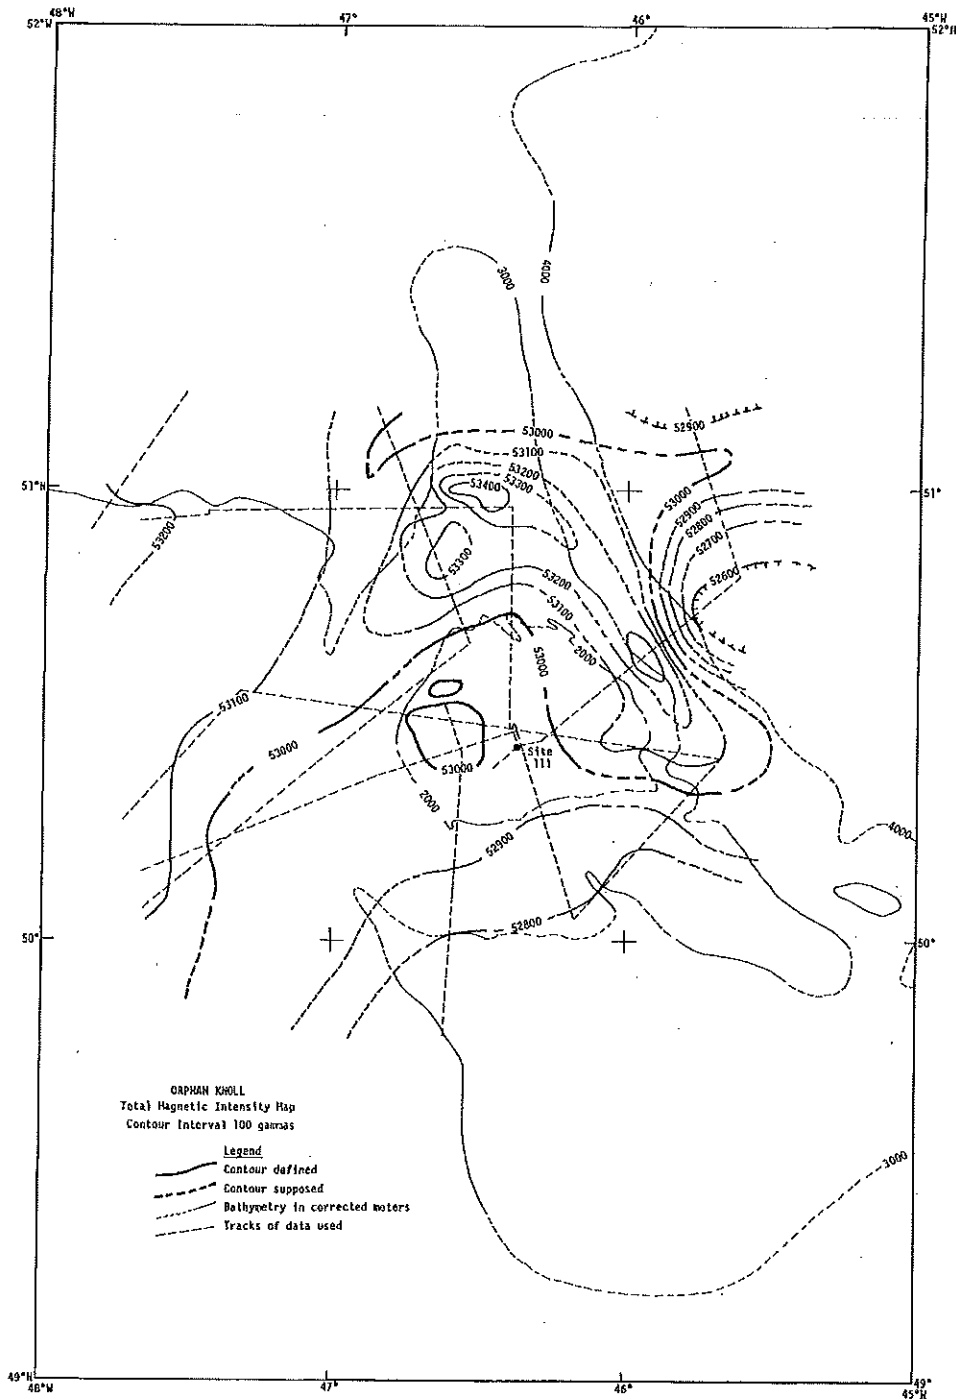 48°W
47°
46°
45°W
52°W
52°N
3000
4000
53000
52900
53100
53200
53300
53400
51°N
51°
53000
52900
52800
52700
53200
53300
52600
53200
53100
2000
53000
53100
53000
Site
111
53000
2000
52900
4000
52800
50°
50°
ORPHAN KNOLL
Total Magnetic Intensity Map
Contour Interval 100 gammas
Legend
Contour defined
Contour supposed
Bathymetry in corrected meters
Tracks of data used
3000
49°N
49°
48°W
47°
46°
45°W